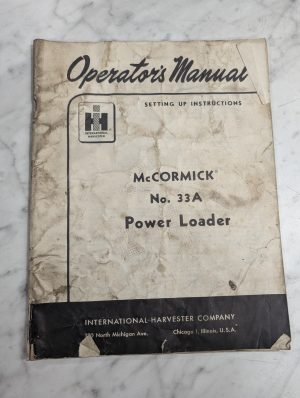 Operator's Manual
SETTING UP INSTRUCTIONS
IH
INTERNATIONAL
HARVESTER
McCORMICK
No. 33A
Power Loader
INTERNATIONAL HARVESTER COMPANY
North Michigan Ave. Chicago 1, Illinois, U.S.A.